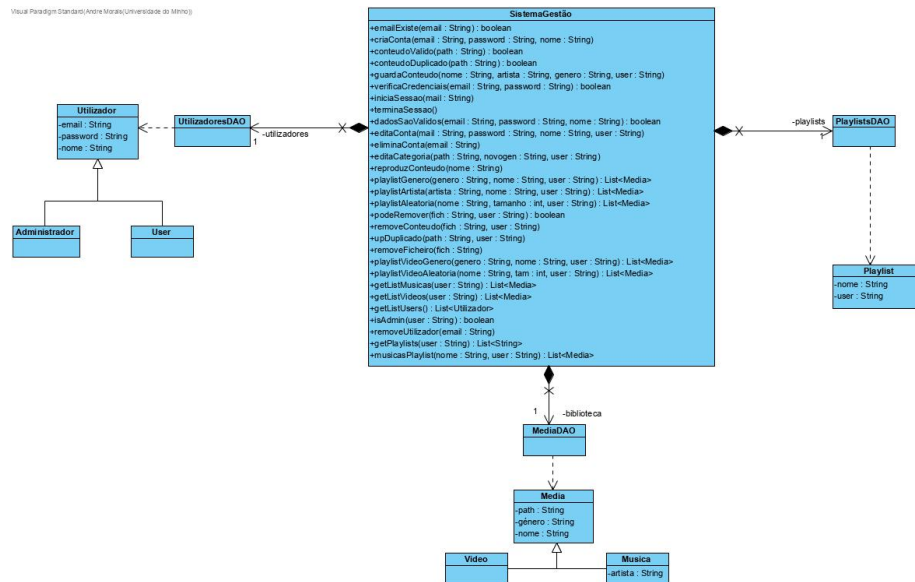 Visual Paradigm Standard(Andre Morais(Universidade do Minho))
SistemaGestão
+emailExiste(email : String) : boolean
+criaConta(email : String, password : String, nome : String)
+conteudoValido(path : String) : boolean
+conteudoDuplicado(path : String) : boolean
+guardaConteudo(nome : String, artista : String, genero : String, user : String)
+verificaCredenciais(email : String, password : String) : boolean
+iniciaSessao(mail : String)
+terminaSessao()
+dadosSaoValidos(email : String, password : String, nome : String) : boolean
+editaConta(mail : String, password : String, nome : String, user : String)
+eliminaConta(email : String)
+editaCategoria(path : String, novogen : String, user : String)
+reproduzConteudo(nome : String)
+playlistGenero(genero : String, nome : String, user : String) : List<Media>
+playlistArtista(artista : String, nome : String, user : String) : List<Media>
+playlistAleatoria(nome : String, tamanho : int, user : String) : List<Media>
+podeRemover(fich : String, user : String) : boolean
+removeConteudo(fich : String, user : String)
+upDuplicado(path : String, user : String)
+removeFicheiro(fich : String)
+playlistVideoGenero(genero : String, nome : String, user : String) : List<Media>
+playlistVideoAleatoria(nome : String, tam : int, user : String) : List<Media>
+getListMusicas(user : String) : List<Media>
+getListVideos(user : String) : List<Media>
+getListUsers() : List<Utilizador>
+isAdmin(user : String) : boolean
+removeUtilizador(email : String)
+getPlaylists(user : String) : List<String>
+musicasPlaylist(nome : String, user : String) : List<Media>
Utilizador
-email : String
-password : String
-nome : String
UtilizadoresDAO
-utilizadores
1
Administrador
User
-playlists
1
PlaylistsDAO
Playlist
-nome : String
-user : String
1
-biblioteca
MediaDAO
Media
-path : String
-género : String
-nome : String
Video
Musica
-artista : String